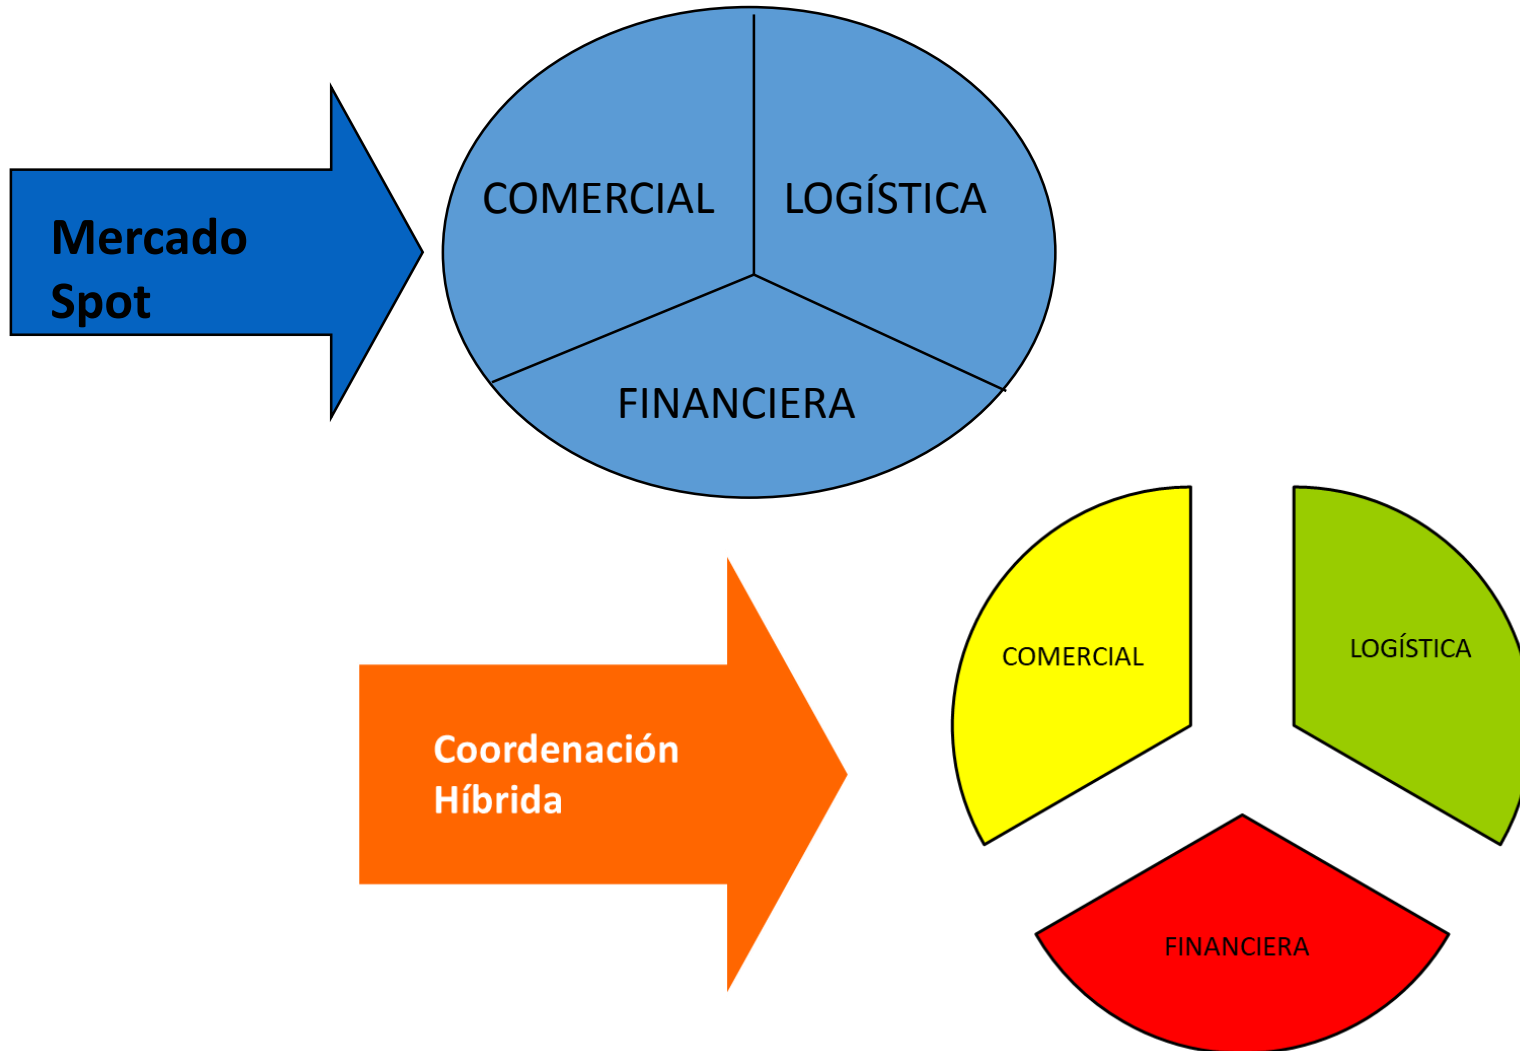 Mercado
Spot
COMERCIAL
LOGÍSTICA
FINANCIERA
Coordenación
Híbrida
COMERCIAL
LOGÍSTICA
FINANCIERA